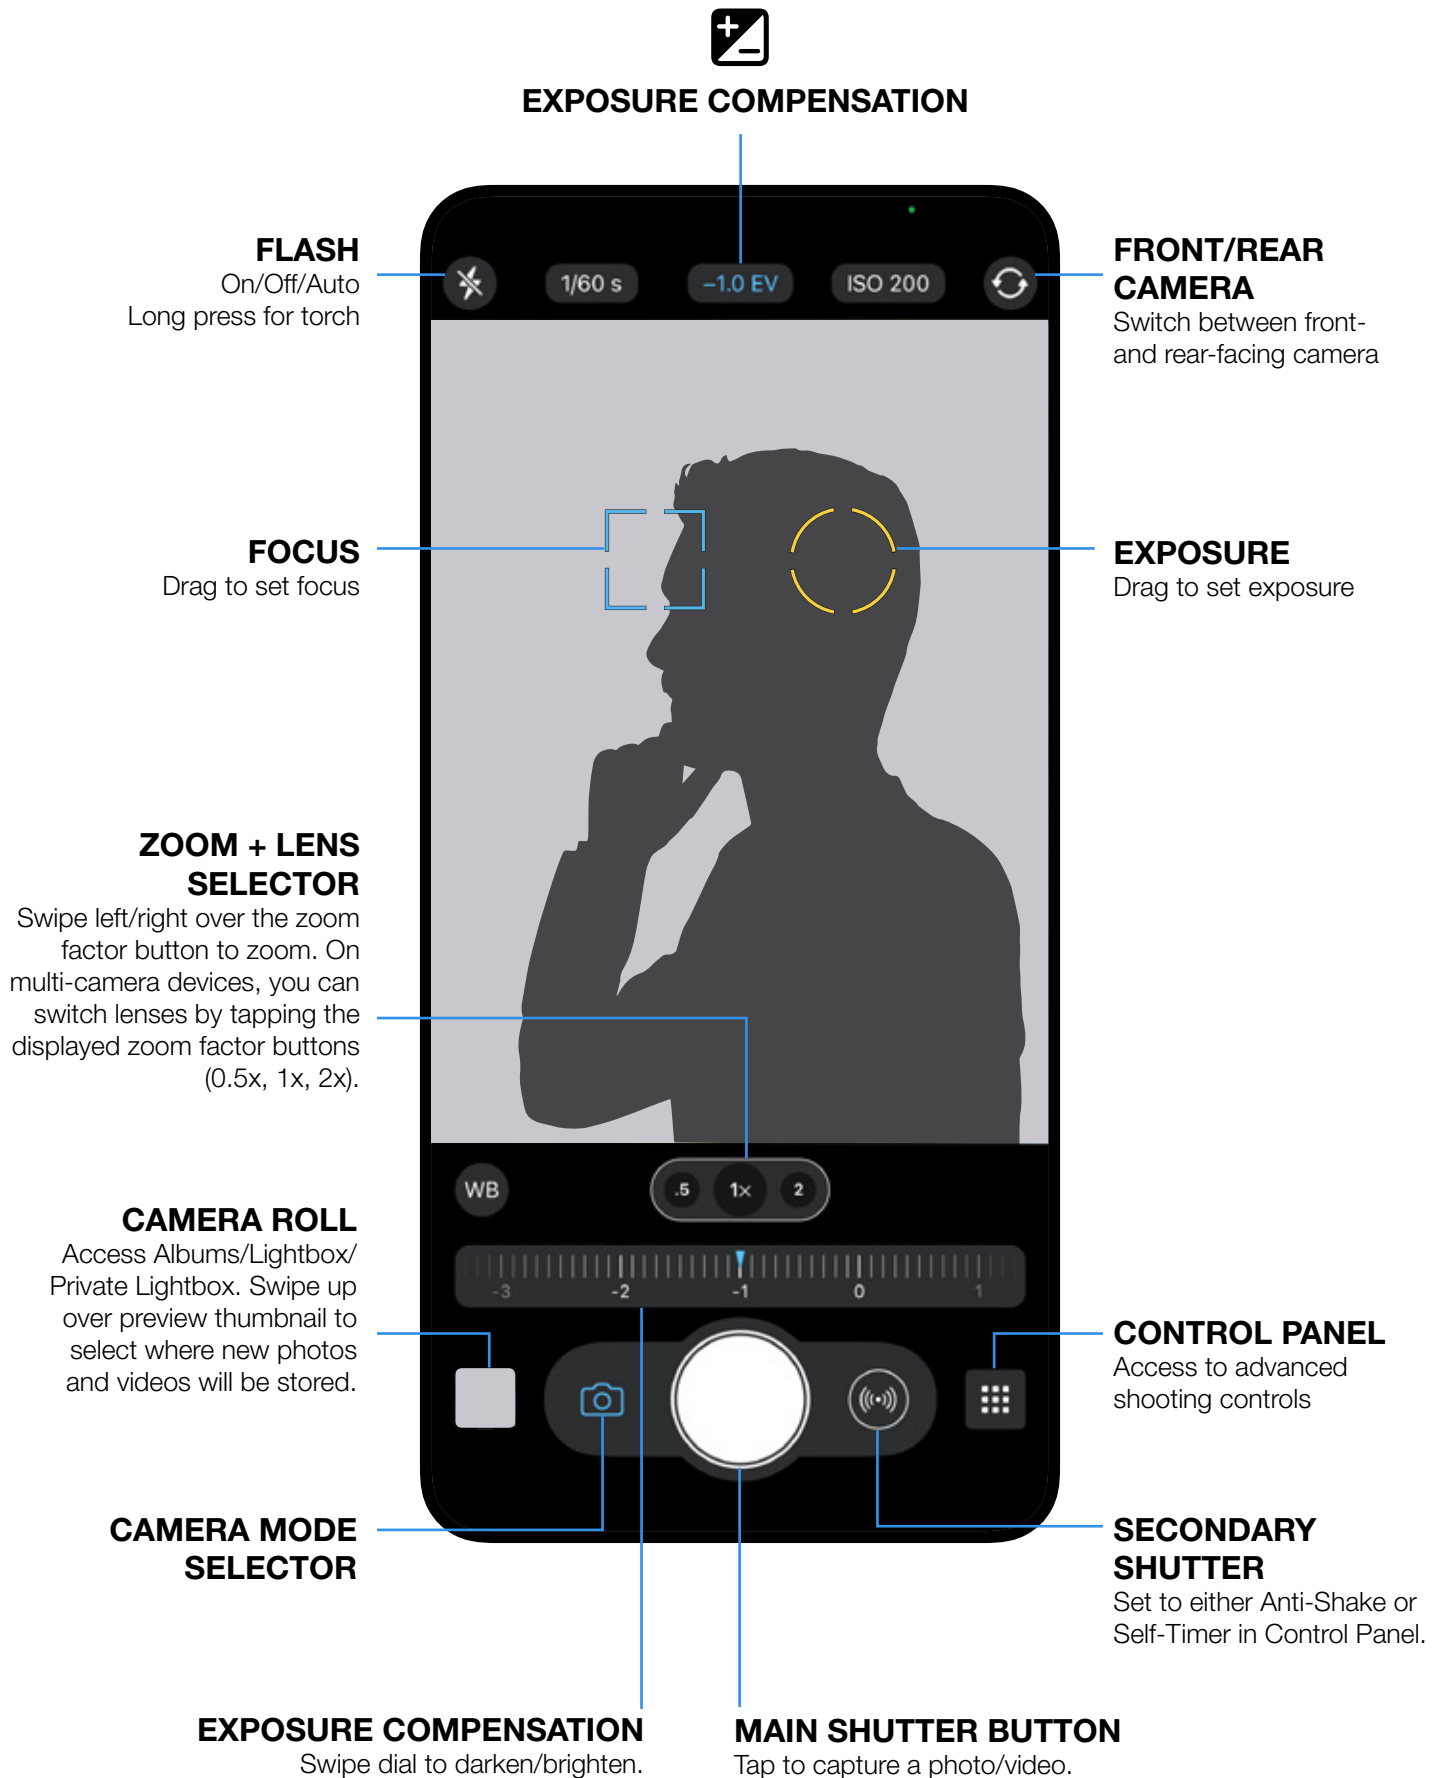 EXPOSURE COMPENSATION
FLASH
On/Off/Auto
Long press for torch
1/60 s
−1.0 EV
ISO 200
FRONT/REAR
CAMERA
Switch between front-
and rear-facing camera
FOCUS
Drag to set focus
EXPOSURE
Drag to set exposure
ZOOM + LENS
SELECTOR
Swipe left/right over the zoom
factor button to zoom. On
multi-camera devices, you can
switch lenses by tapping the
displayed zoom factor buttons
(0.5x, 1x, 2x).
WB
.5 1× 2
CAMERA ROLL
Access Albums/Lightbox/
Private Lightbox. Swipe up
over preview thumbnail to
select where new photos
and videos will be stored.
-3 -2 -1 0 1
CONTROL PANEL
Access to advanced
shooting controls
CAMERA MODE
SELECTOR
SECONDARY
SHUTTER
Set to either Anti-Shake or
Self-Timer in Control Panel.
EXPOSURE COMPENSATION
Swipe dial to darken/brighten.
MAIN SHUTTER BUTTON
Tap to capture a photo/video.